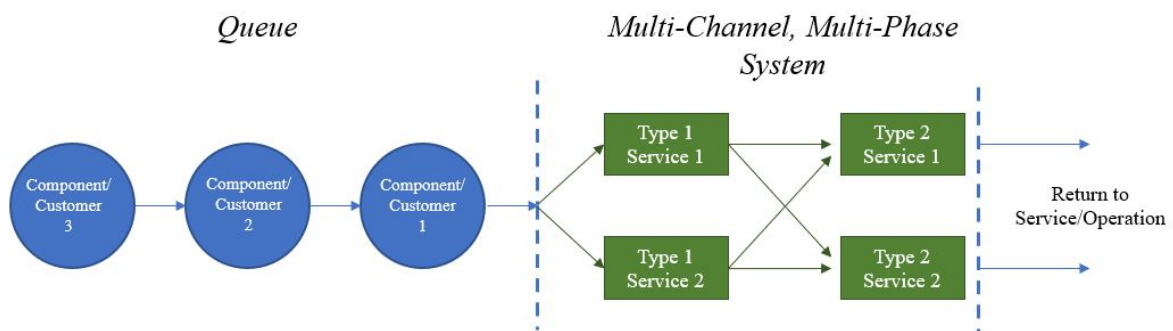 Queue
Multi-Channel, Multi-Phase
System
Component/
Customer
3
Component/
Customer
2
Component/
Customer
1
Type 1
Service 1
Type 2
Service 1
Type 1
Service 2
Type 2
Service 2
Return to
Service/Operation